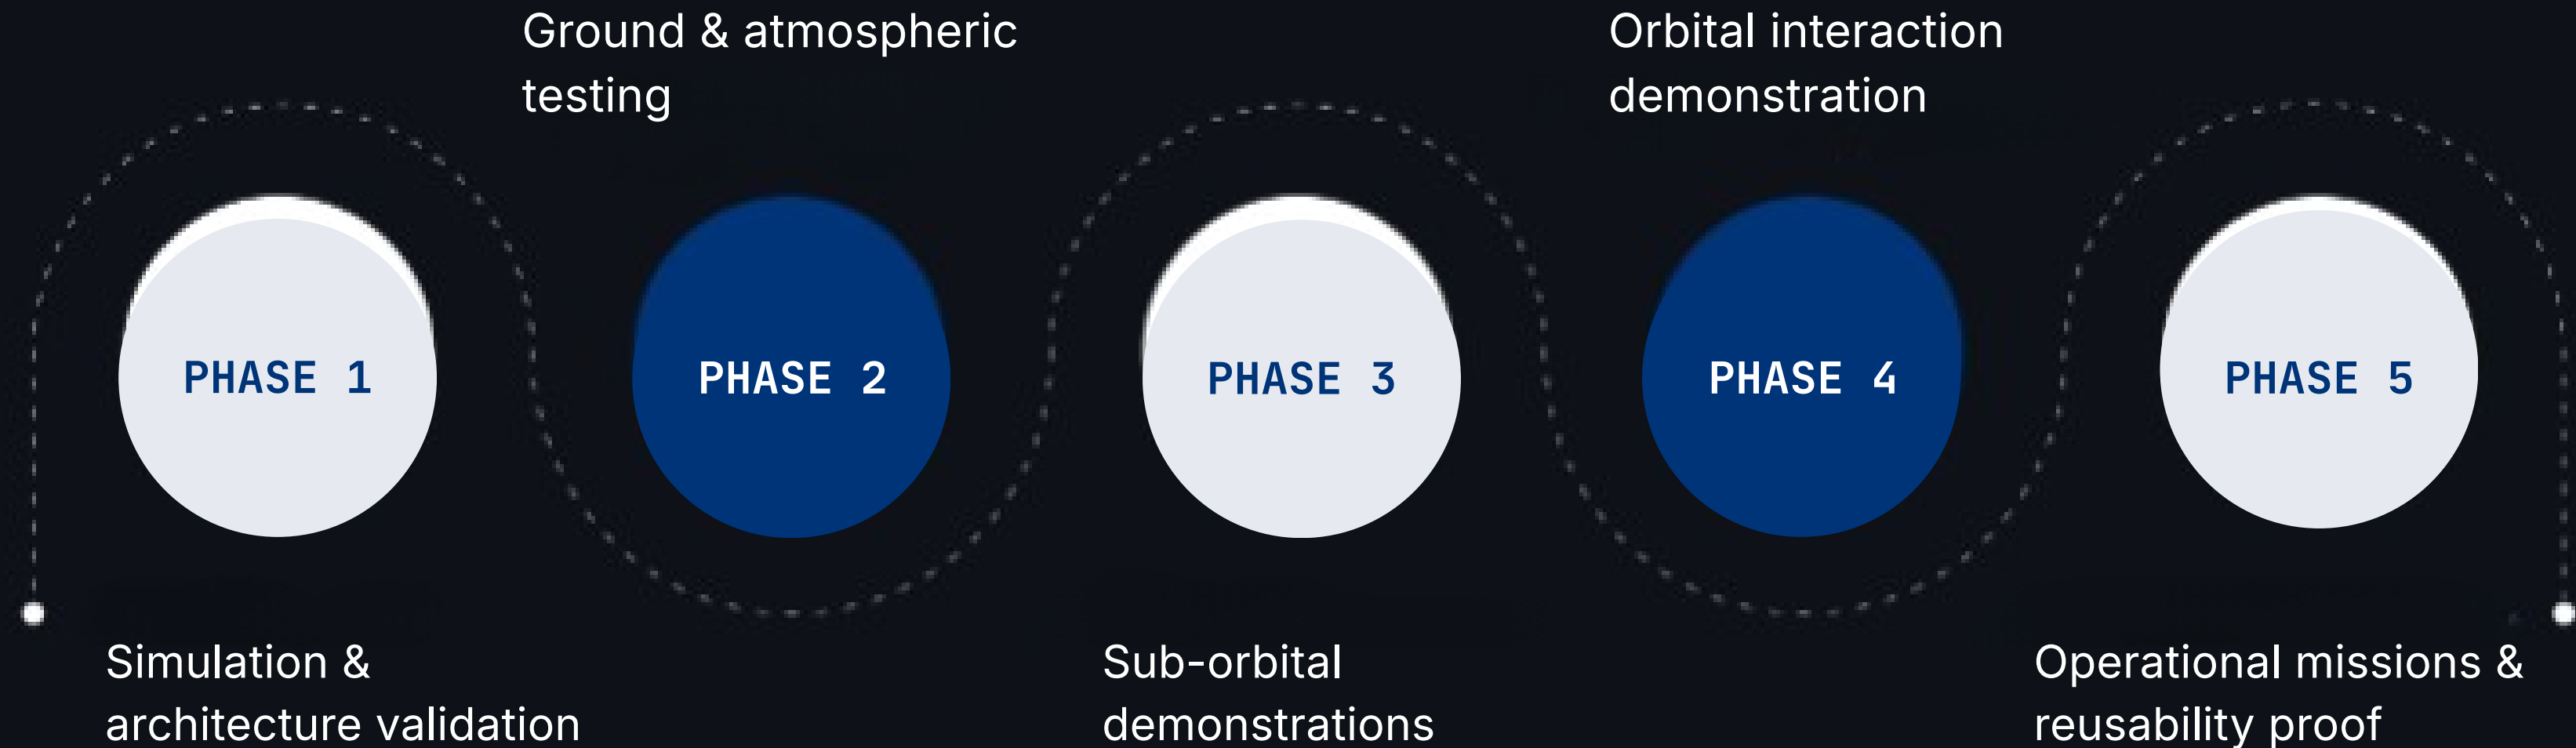 Ground & atmospheric
testing
Orbital interaction
demonstration
PHASE 1
PHASE 2
PHASE 3
PHASE 4
PHASE 5
Simulation &
architecture validation
Sub-orbital
demonstrations
Operational missions &
reusability proof